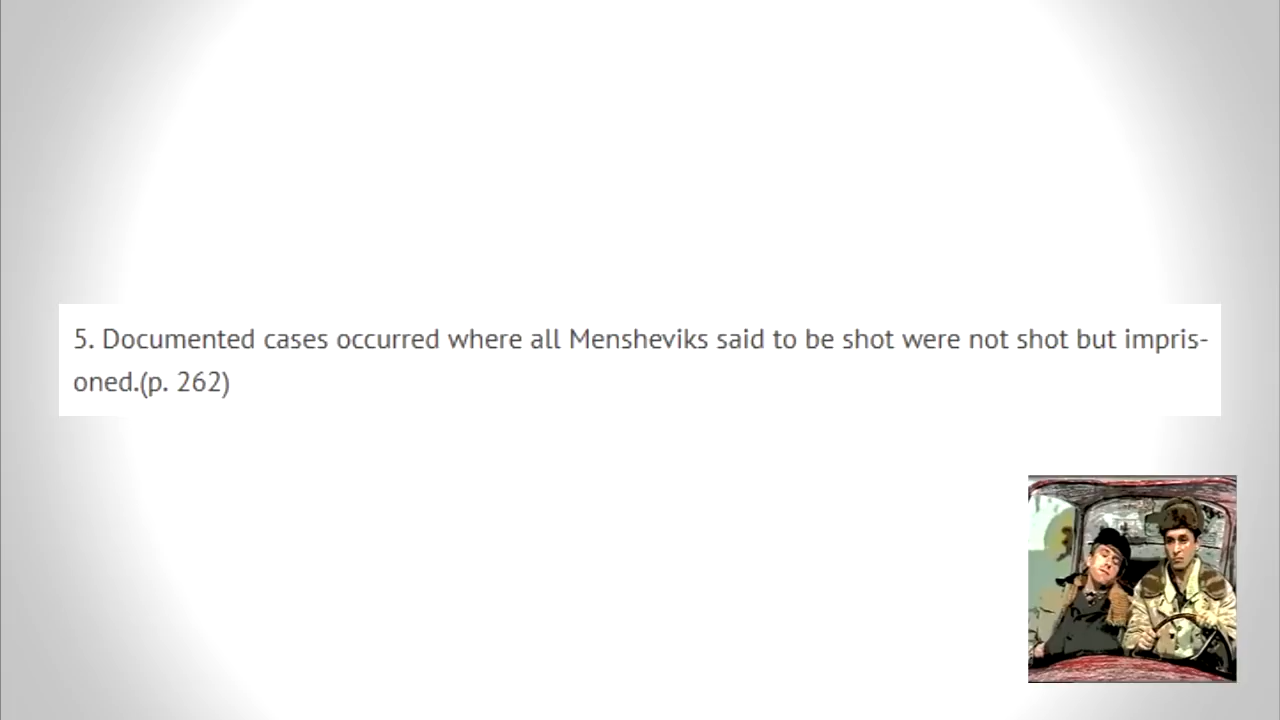 5. Documented cases occurred where all Mensheviks said to be shot were not shot but impris-
oned.(p. 262)